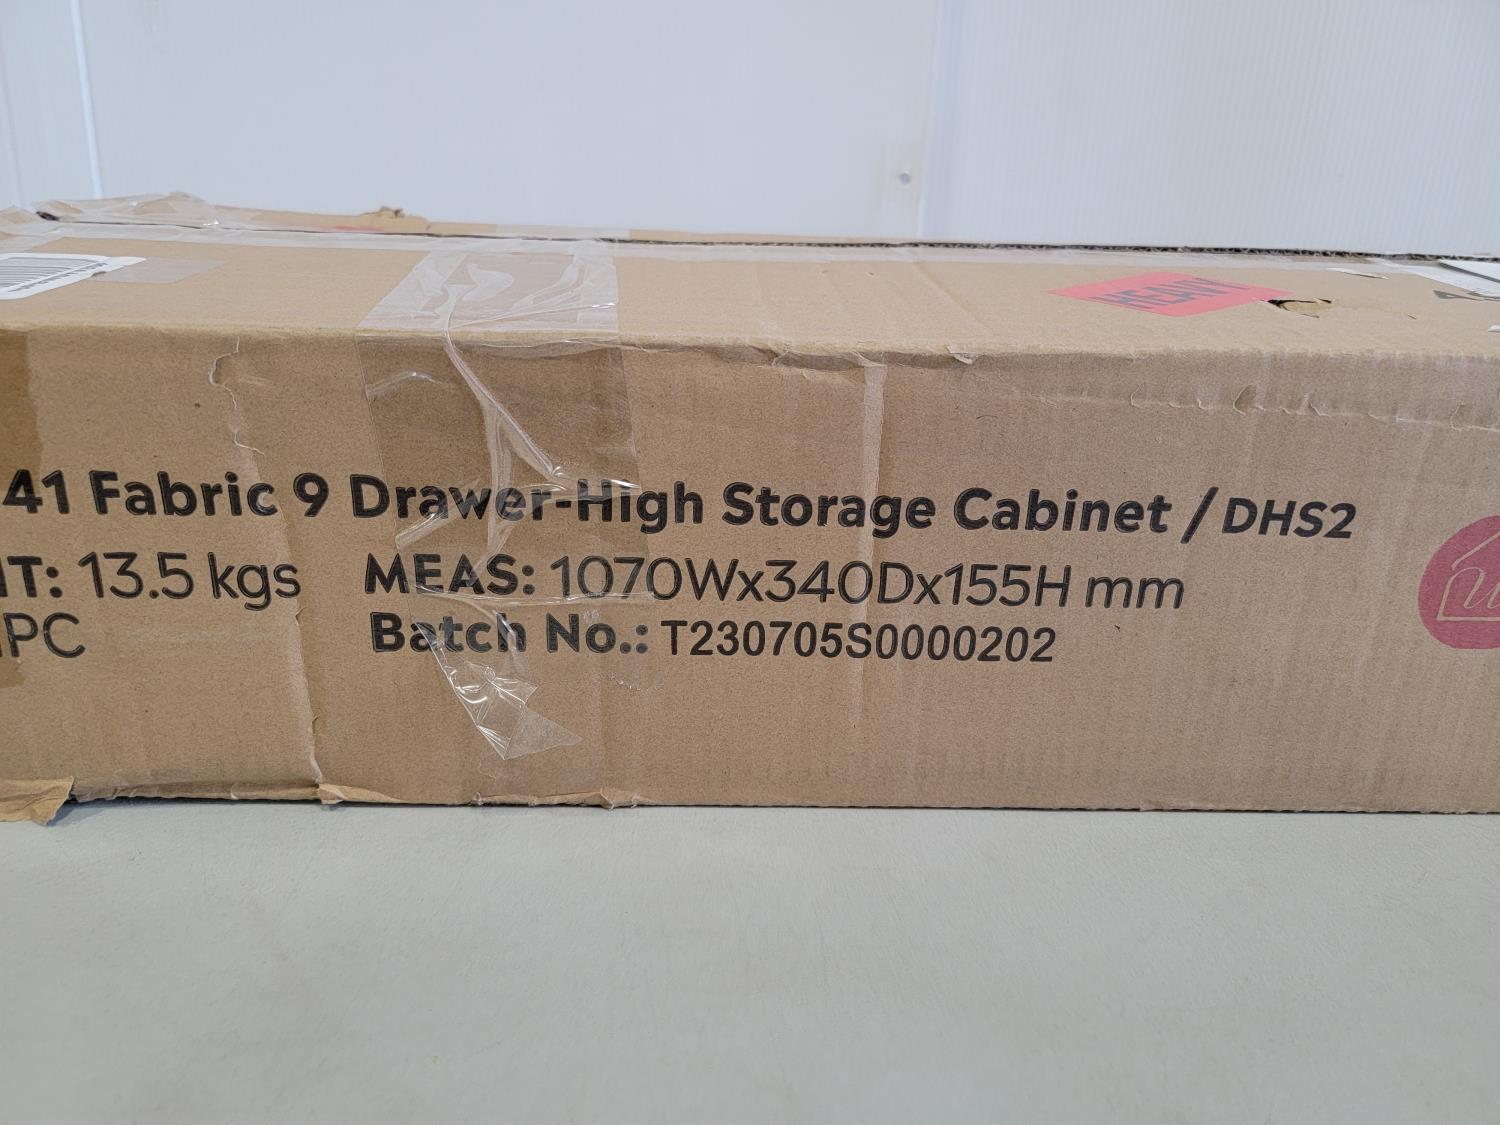 HEAVY
41 Fabric 9 Drawer-High Storage Cabinet / DHS2
IT: 13.5 kgs MEAS: 1070Wx340Dx155H mm
PC Batch No.: T230705S0000202